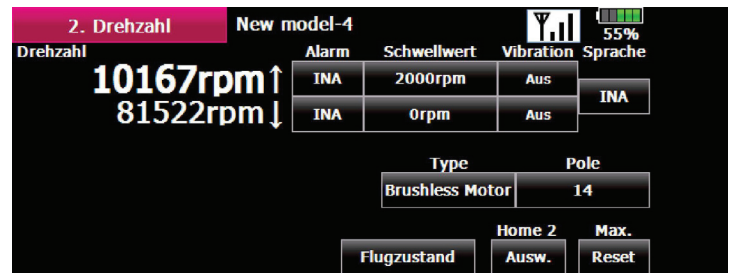 2. Drehzahl New model-4 55%
Drehzahl Alarm Schwellwert Vibration Sprache
10167rpm↑ INA 2000rpm Aus
INA
81522rpm↓ INA 0rpm Aus
Type Pole
Brushless Motor 14
Home 2 Max.
Flugzustand Ausw. Reset